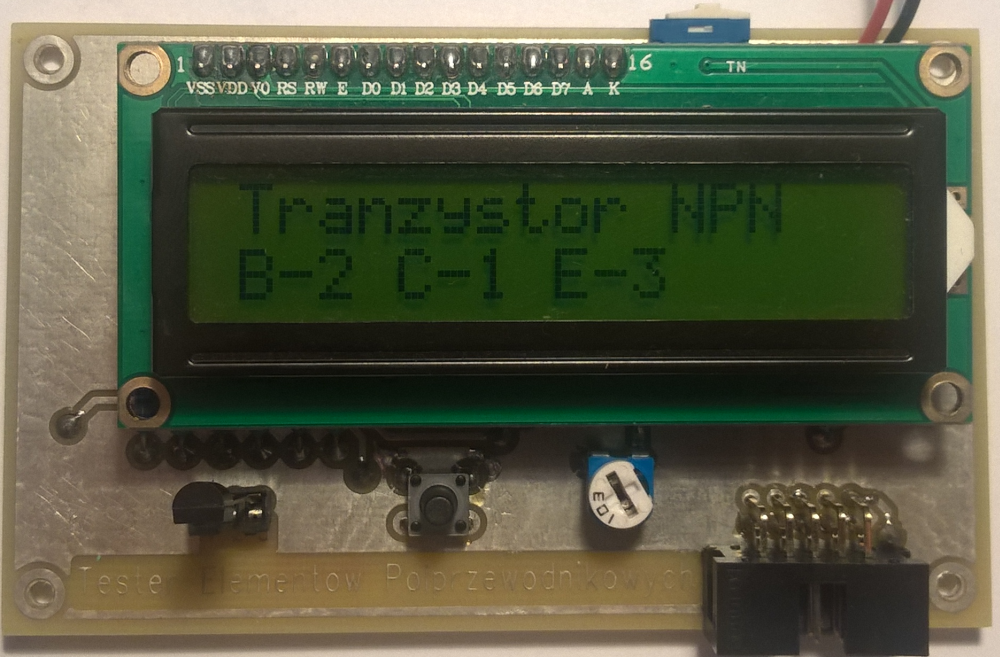 1 16 TN
VSS VDD V0 RS RW E D0 D1 D2 D3 D4 D5 D6 D7 A K
Tranzystor NPN
B-2 C-1 E-3
103
Tester Elementow Polprzewodnikowych